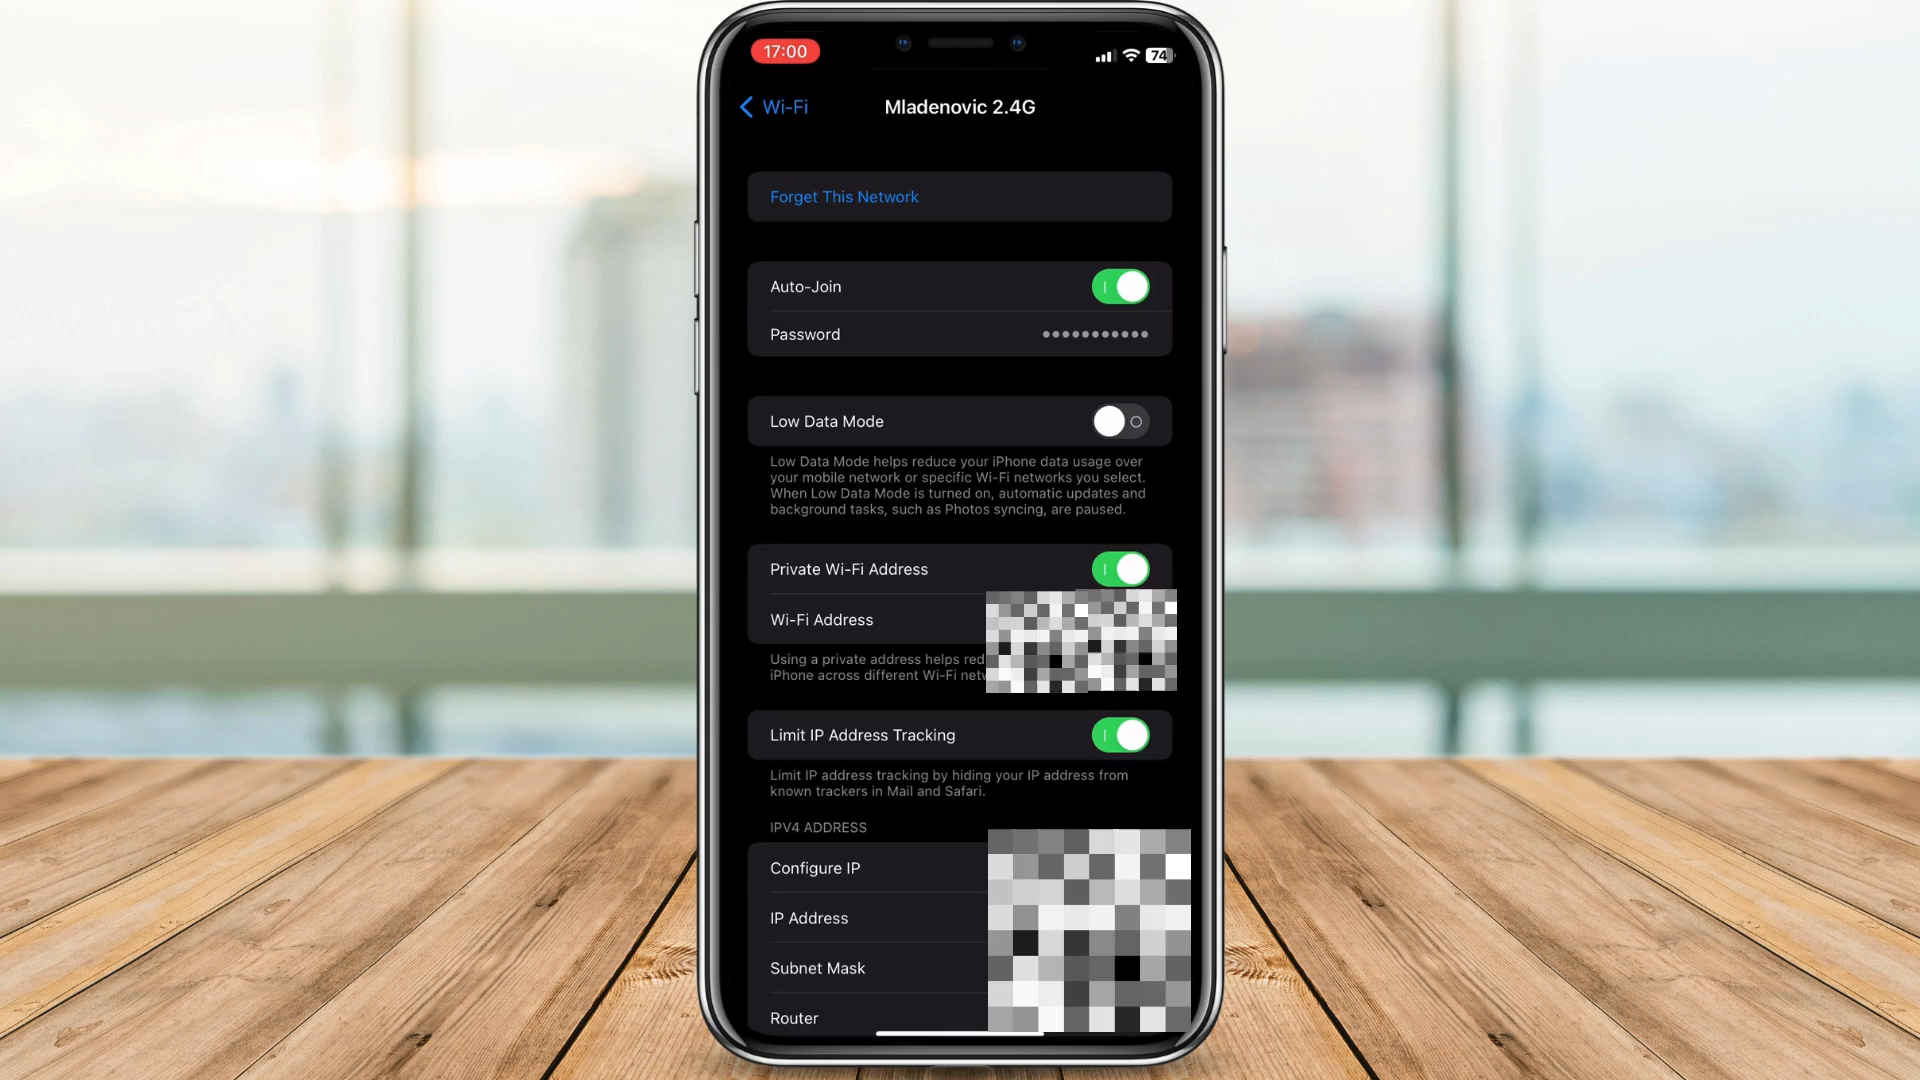 17:00
74
Wi-Fi
Mladenovic 2.4G
Forget This Network
Auto-Join
Password
Low Data Mode
Low Data Mode helps reduce your iPhone data usage over
your mobile network or specific Wi-Fi networks you select.
When Low Data Mode is turned on, automatic updates and
background tasks, such as Photos syncing, are paused.
Private Wi-Fi Address
Wi-Fi Address
Using a private address helps
iPhone across different Wi-Fi
Limit IP Address Tracking
Limit IP address tracking by hiding your IP address from
known trackers in Mail and Safari.
IPV4 ADDRESS
Configure IP
IP Address
Subnet Mask
Router